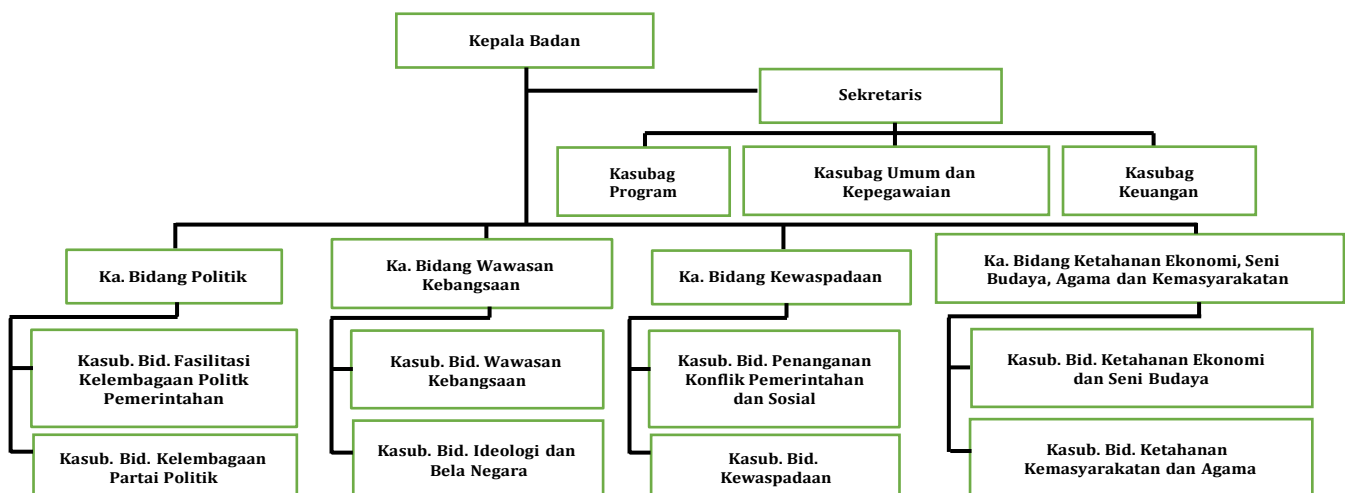 Kepala Badan
Sekretaris
Kasubag
Program
Kasubag Umum dan
Kepegawaian
Kasubag
Keuangan
Ka. Bidang Politik
Ka. Bidang Wawasan
Kebangsaan
Ka. Bidang Kewaspadaan
Ka. Bidang Ketahanan Ekonomi, Seni
Budaya, Agama dan Kemasyarakatan
Kasub. Bid. Fasilitasi
Kelembagaan Politk
Pemerintahan
Kasub. Bid. Wawasan
Kebangsaan
Kasub. Bid. Penanganan
Konflik Pemerintahan
dan Sosial
Kasub. Bid. Ketahanan Ekonomi
dan Seni Budaya
Kasub. Bid. Kelembagaan
Partai Politik
Kasub. Bid. Ideologi dan
Bela Negara
Kasub. Bid.
Kewaspadaan
Kasub. Bid. Ketahanan
Kemasyarakatan dan Agama